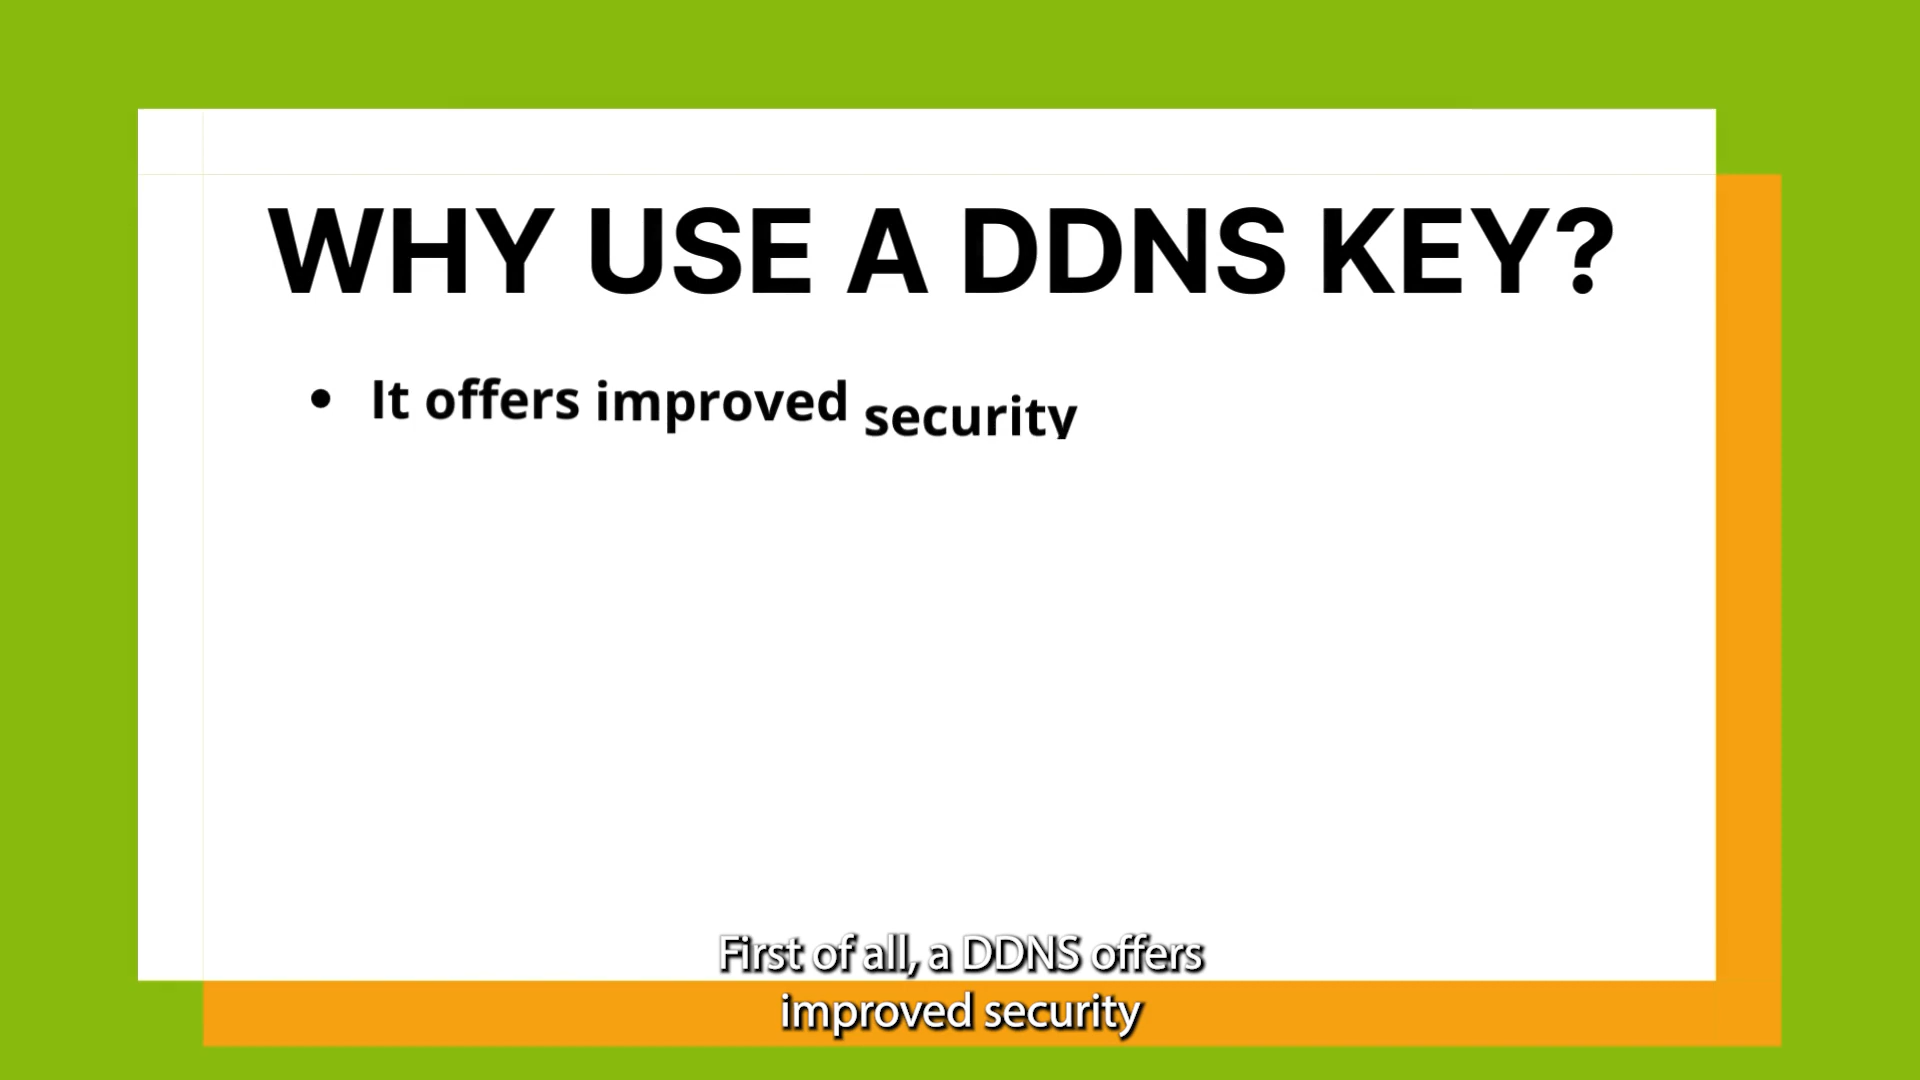 WHY USE A DDNS KEY?
• It offers improved security
First of all, a DDNS offers
improved security